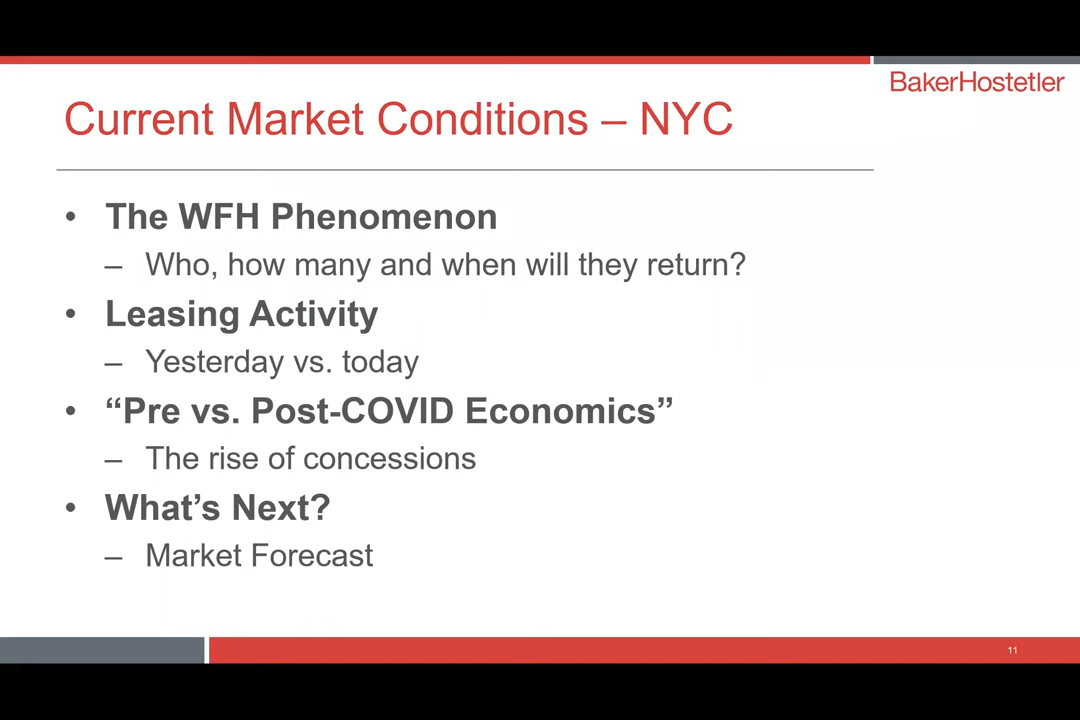 BakerHostetler
Current Market Conditions – NYC
• The WFH Phenomenon
– Who, how many and when will they return?
• Leasing Activity
– Yesterday vs. today
• “Pre vs. Post-COVID Economics”
– The rise of concessions
• What’s Next?
– Market Forecast
11